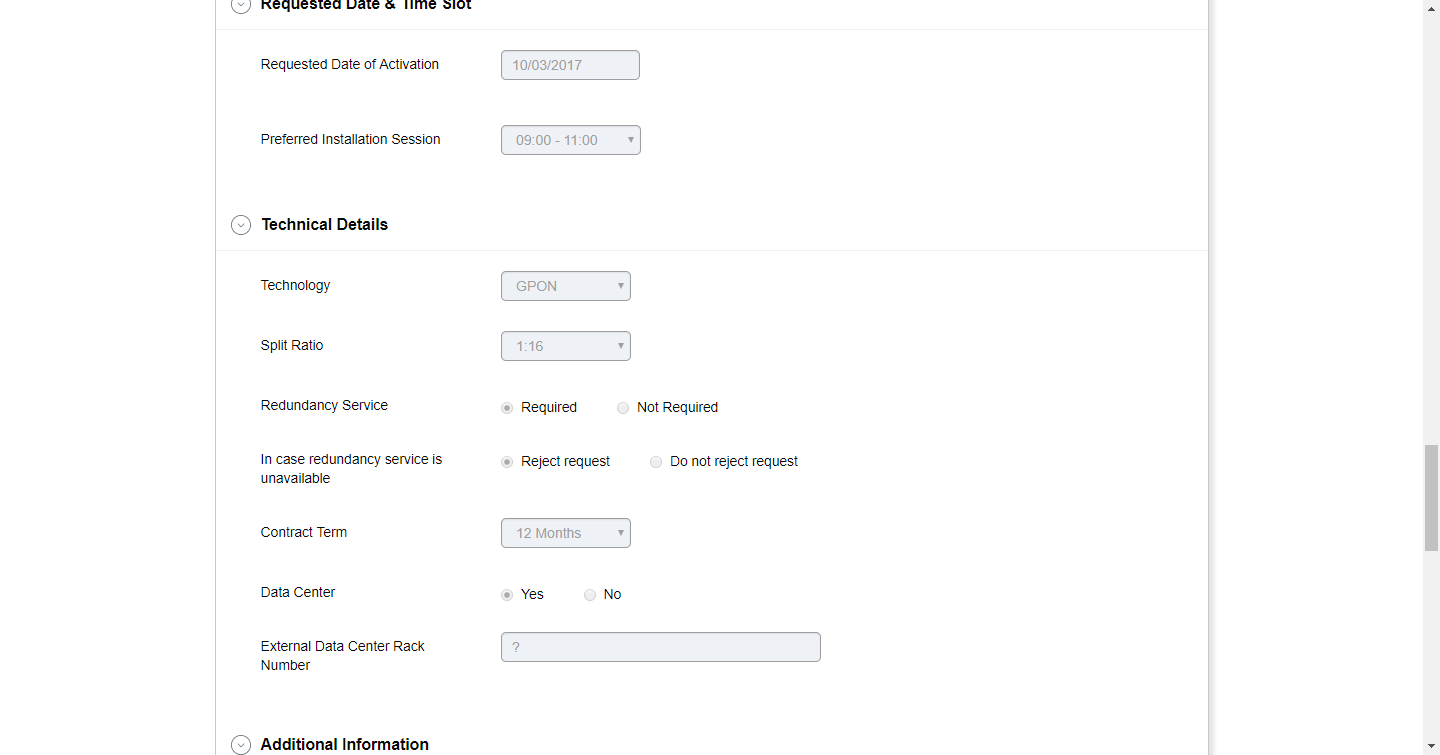 Requested Date & Time Slot
Requested Date of Activation
10/03/2017
Preferred Installation Session
09:00 - 11:00
Technical Details
Technology
GPON
Split Ratio
1:16
Redundancy Service
Required
Not Required
In case redundancy service is
unavailable
Reject request
Do not reject request
Contract Term
12 Months
Data Center
Yes
No
External Data Center Rack
Number
?
Additional Information